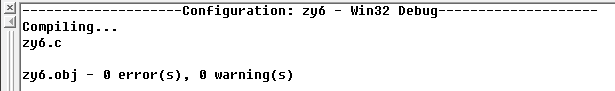 --------------------Configuration: zy6 - Win32 Debug--------------------
Compiling...
zy6.c
zy6.obj - 0 error(s), 0 warning(s)